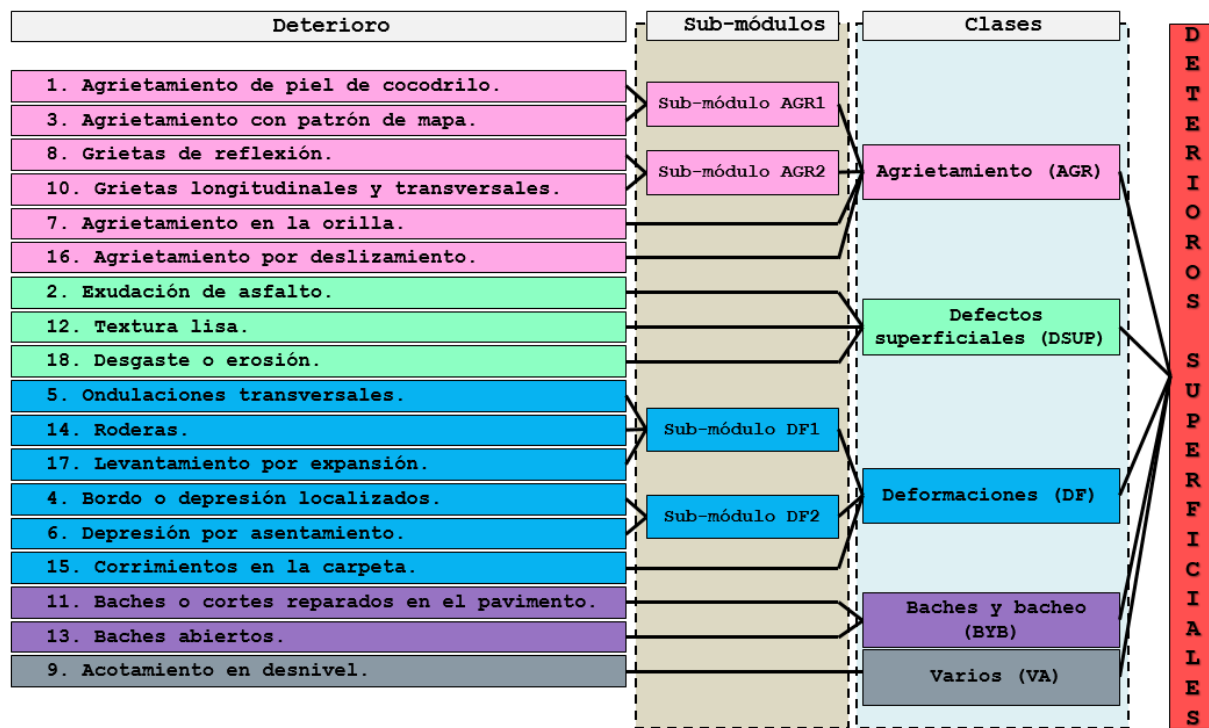 Deterioro
Sub-módulos
Clases
1. Agrietamiento de piel de cocodrilo.
3. Agrietamiento con patrón de mapa.
8. Grietas de reflexión.
10. Grietas longitudinales y transversales.
7. Agrietamiento en la orilla.
16. Agrietamiento por deslizamiento.
2. Exudación de asfalto.
12. Textura lisa.
18. Desgaste o erosión.
5. Ondulaciones transversales.
14. Roderas.
17. Levantamiento por expansión.
4. Bordo o depresión localizados.
6. Depresión por asentamiento.
15. Corrimientos en la carpeta.
11. Baches o cortes reparados en el pavimento.
13. Baches abiertos.
9. Acotamiento en desnivel.
Sub-módulo AGR1
Sub-módulo AGR2
Sub-módulo DF1
Sub-módulo DF2
Agrietamiento (AGR)
Defectos
superficiales (DSUP)
Deformaciones (DF)
Baches y bacheo
(BYB)
Varios (VA)
DETERIOROS SUPERFICIALES